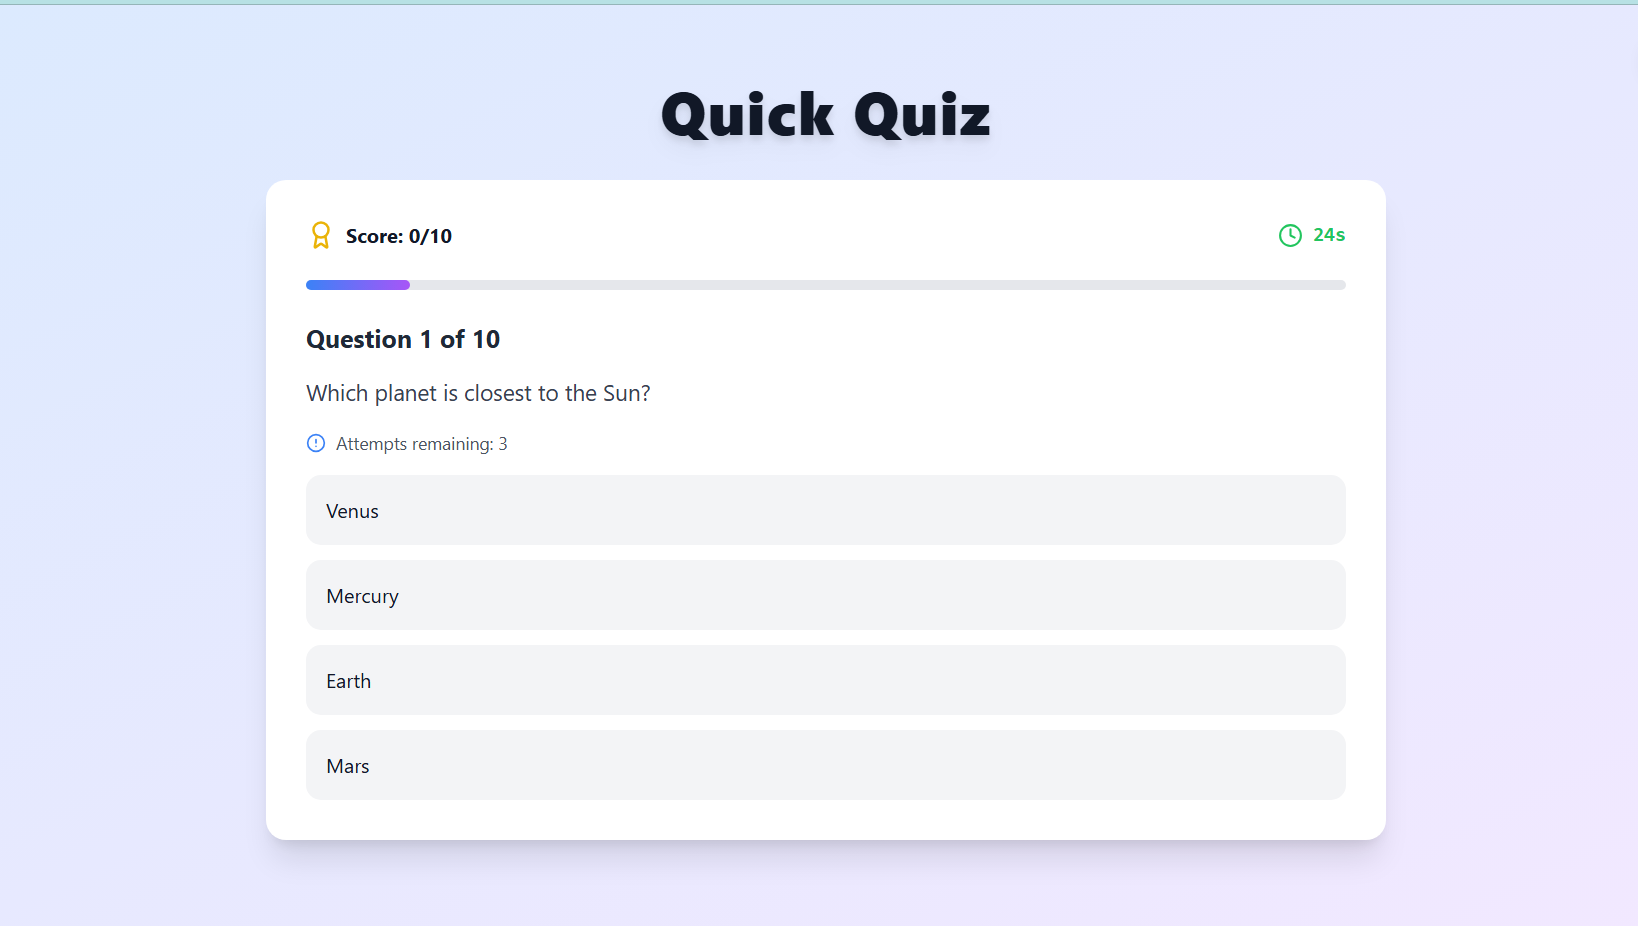 Quick Quiz
Score: 0/10
24s
Question 1 of 10
Which planet is closest to the Sun?
Attempts remaining: 3
Venus
Mercury
Earth
Mars